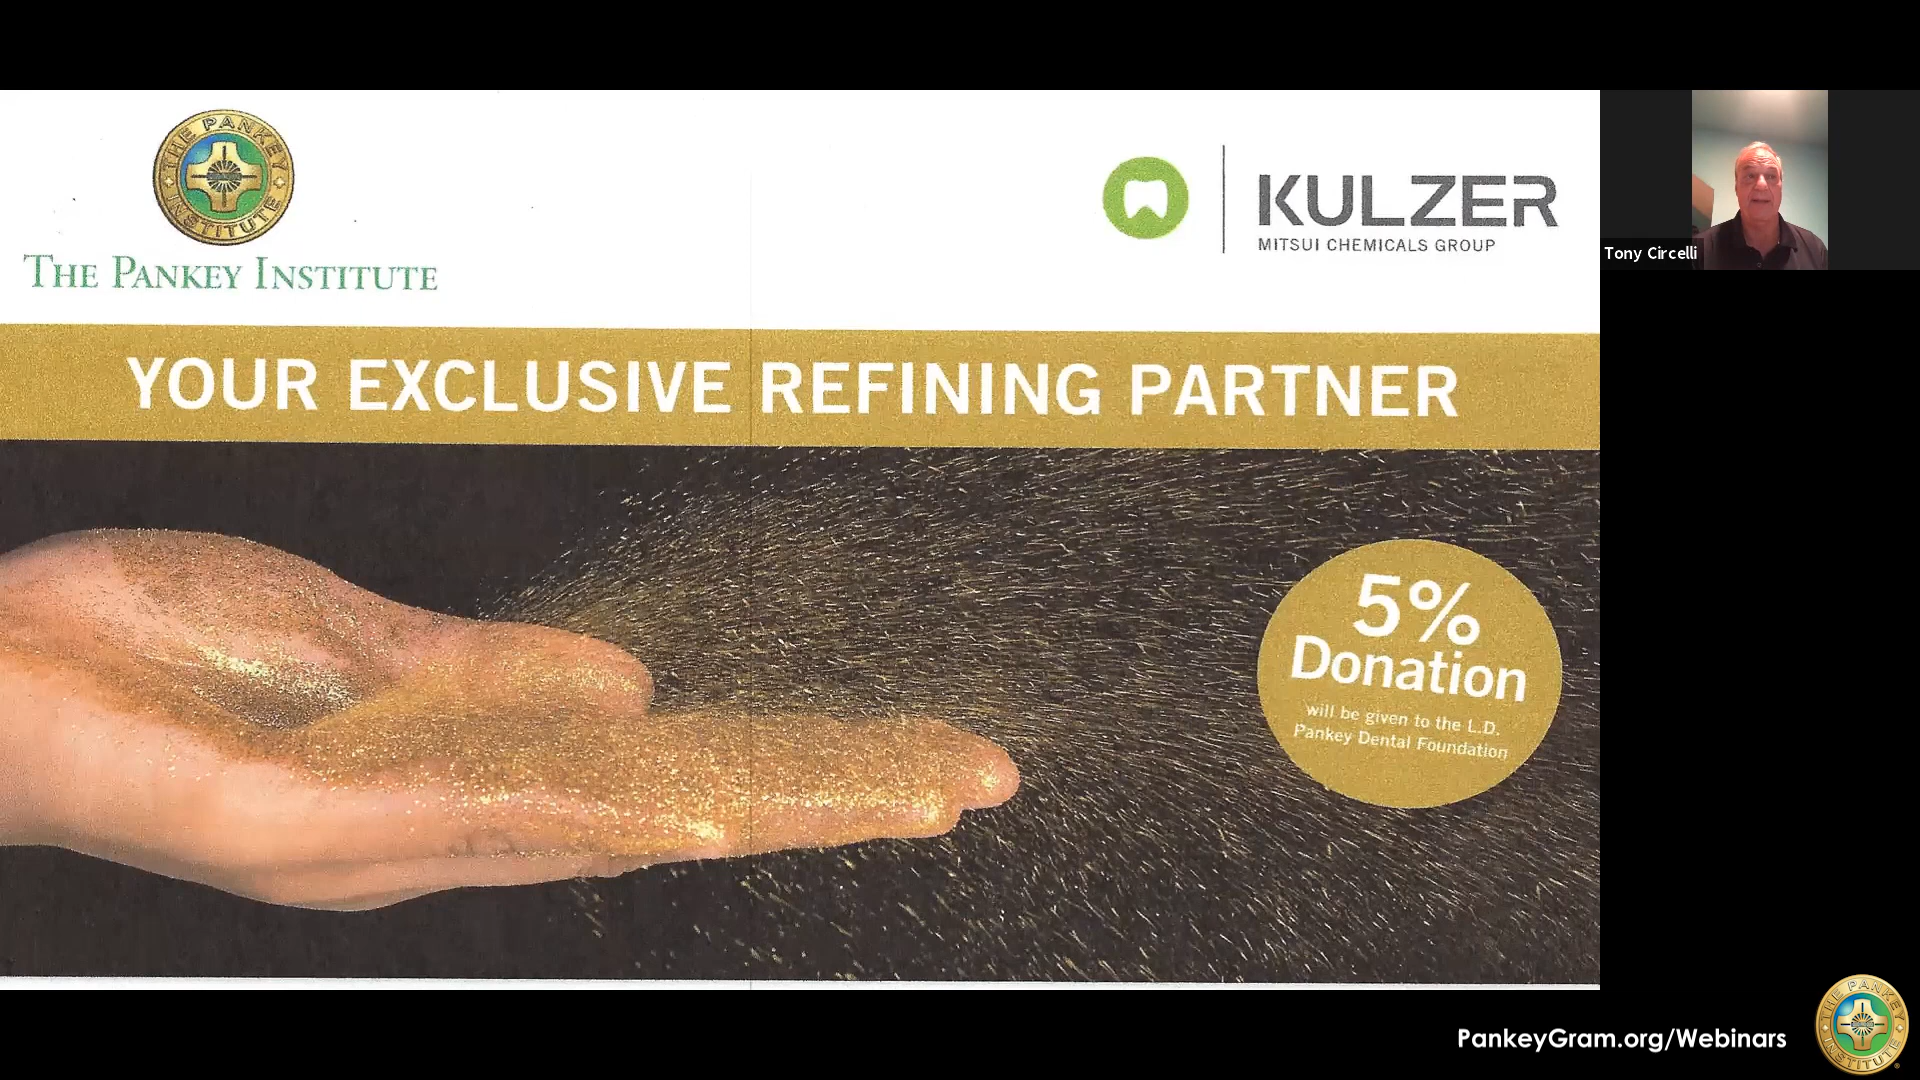 THE PANKEY INSTITUTE
THE PANKEY INSTITUTE
KULZER
MITSUI CHEMICALS GROUP
Tony Circelli
YOUR EXCLUSIVE REFINING PARTNER
5%
Donation
will be given to the L.D.
Pankey Dental Foundation
PankeyGram.org/Webinars
THE PANKEY INSTITUTE